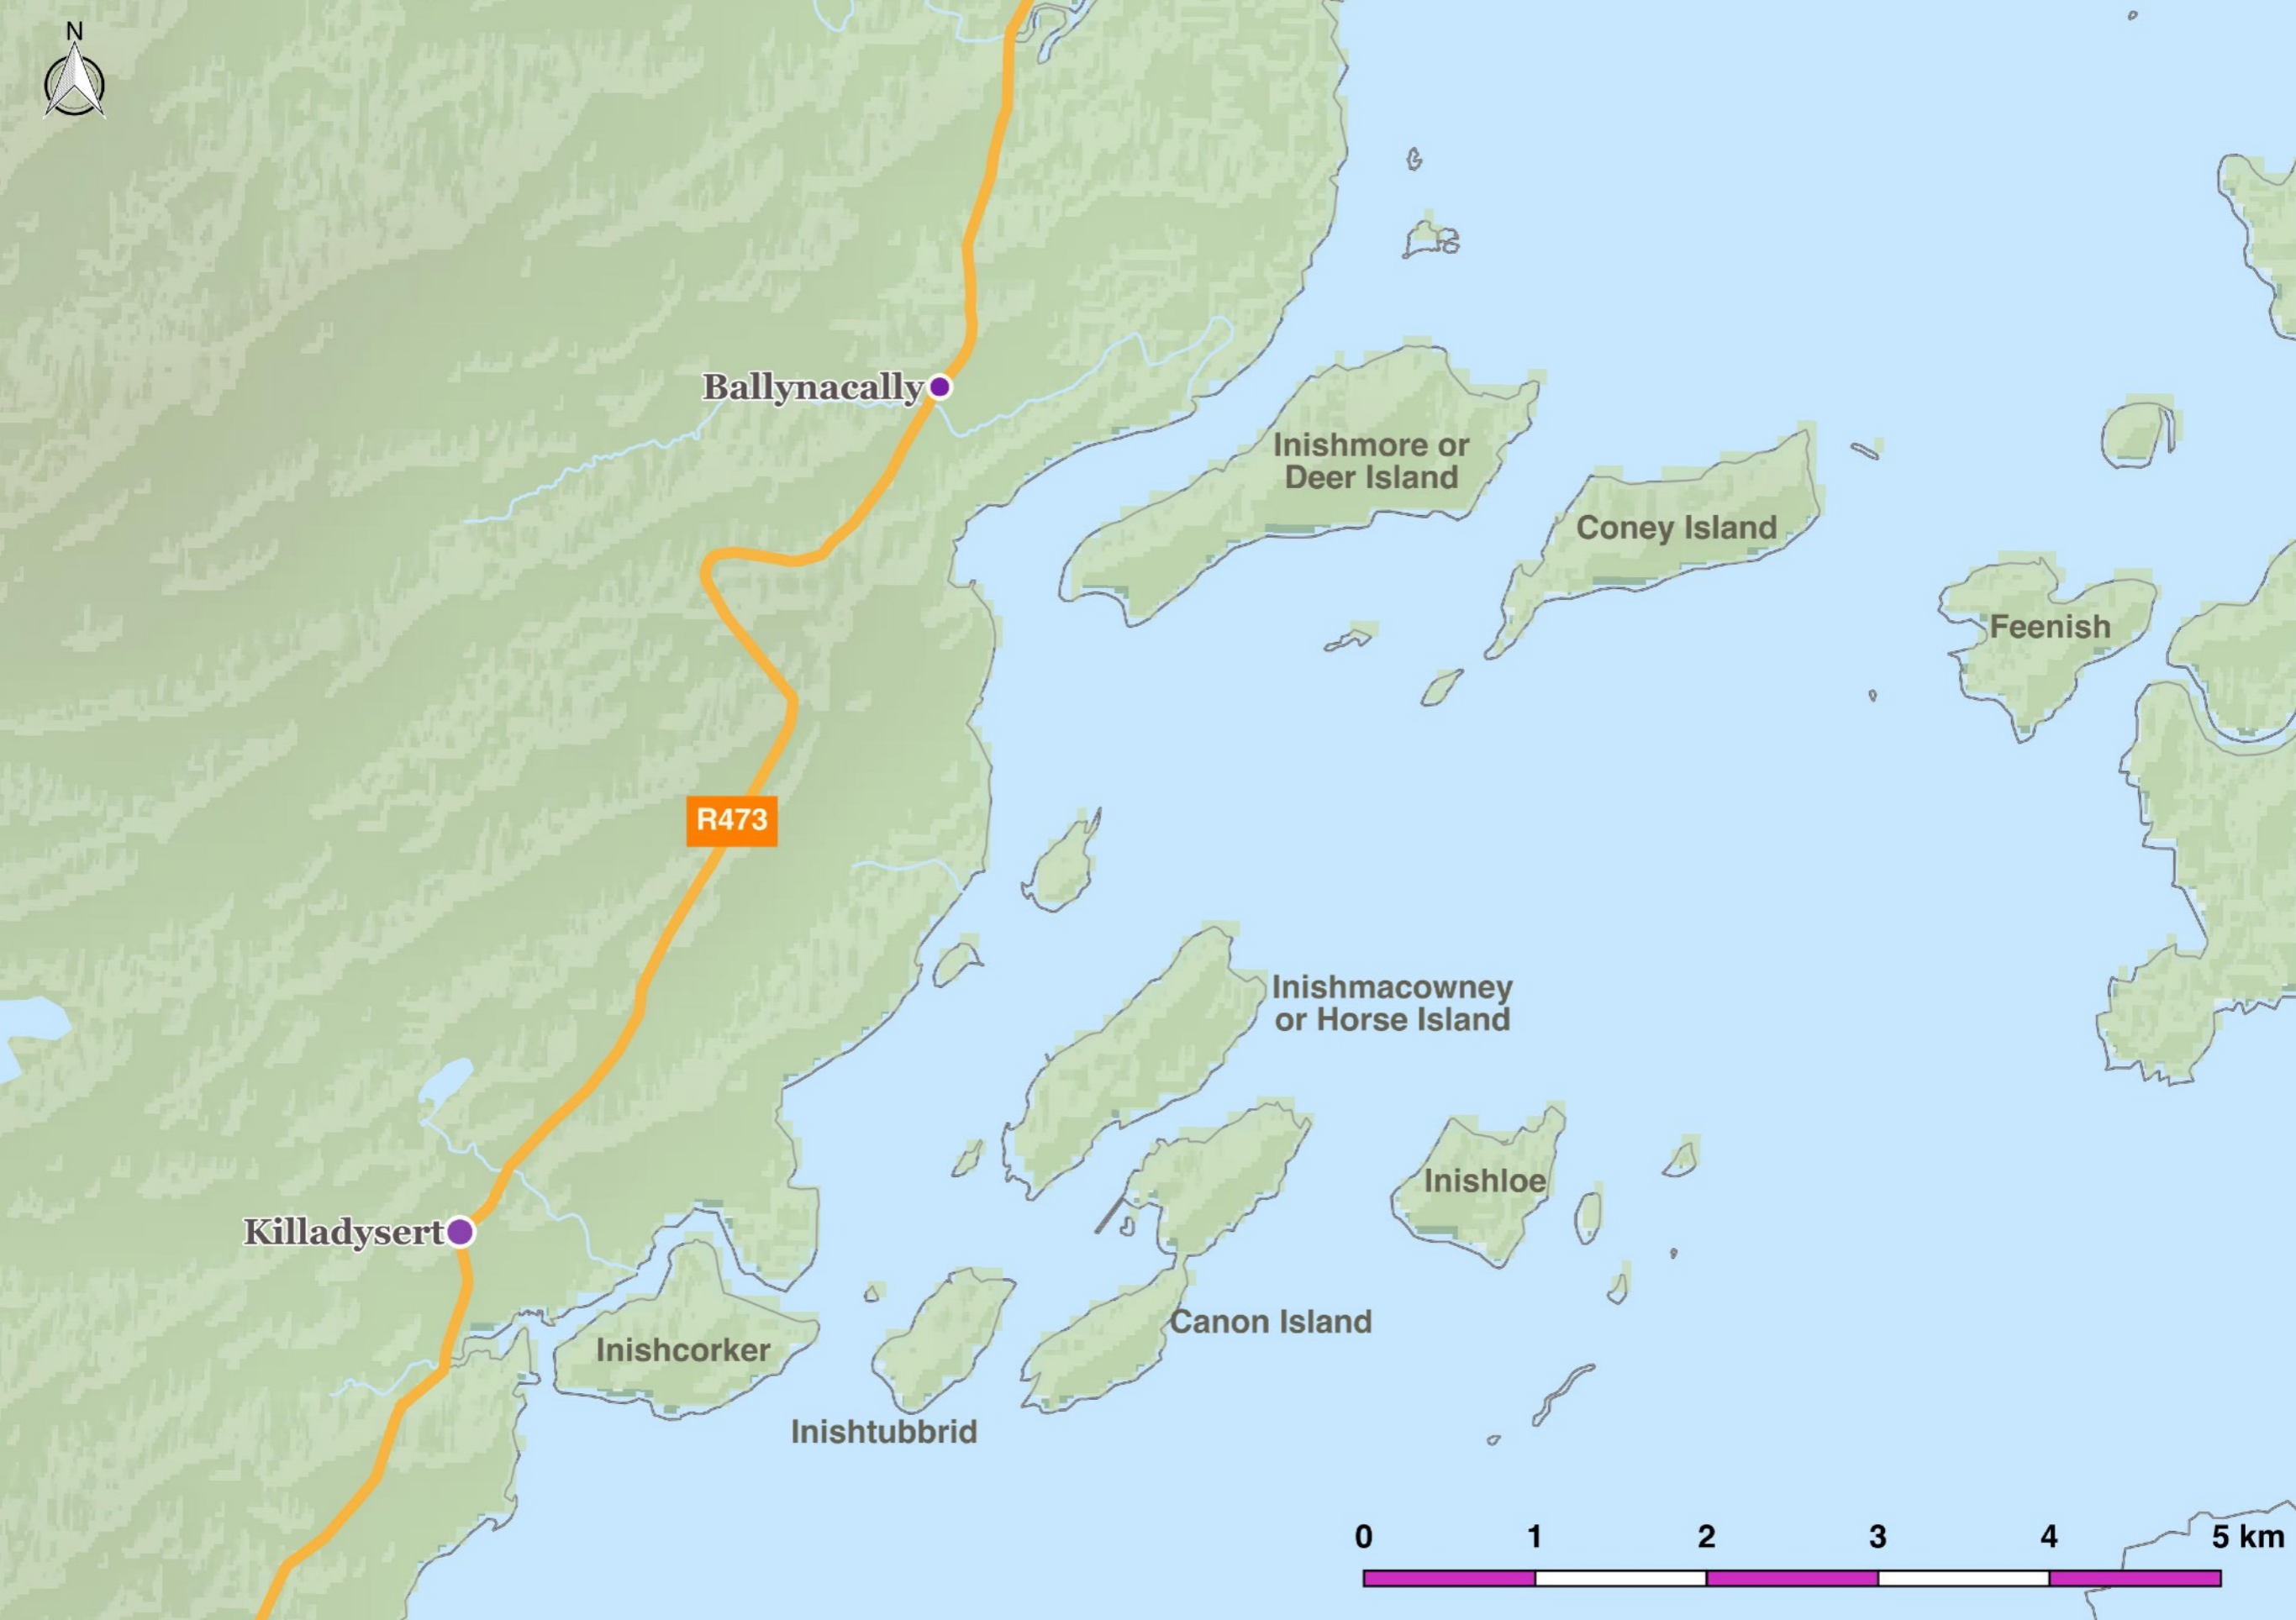 N
Ballynacally
Inishmore or
Deer Island
Coney Island
Feenish
R473
Inishmacowney
or Horse Island
Inishloe
Killadysert
Canon Island
Inishcorker
Inishtubbrid
0 1 2 3 4 5 km